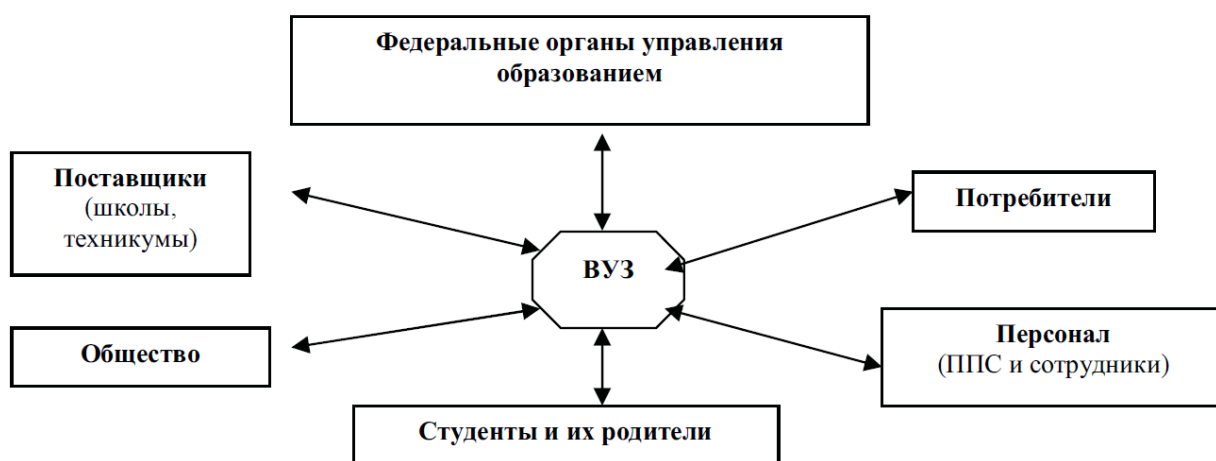 Федеральные органы управления
образованием
Поставщики
(школы,
техникумы)
Потребители
ВУЗ
Общество
Персонал
(ППС и сотрудники)
Студенты и их родители